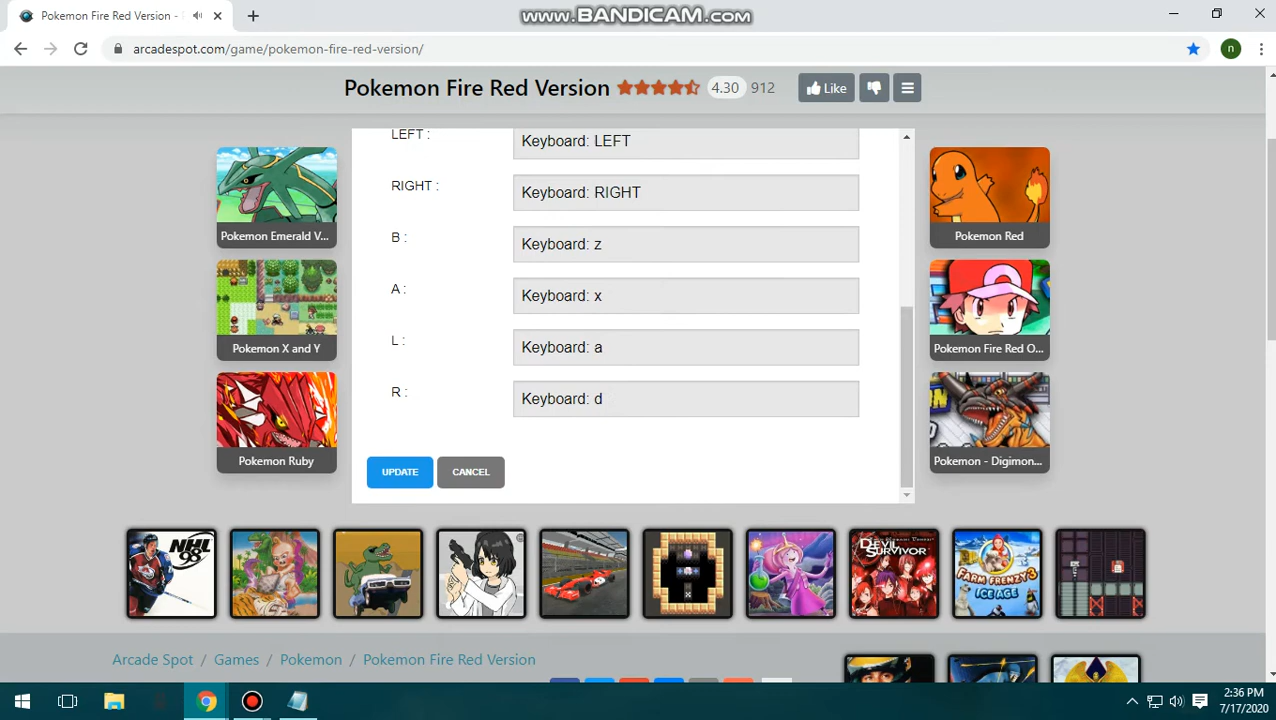 Pokemon Fire Red Version -
www.BANDICAM.com
arcadespot.com/game/pokemon-fire-red-version/
n
Pokemon Fire Red Version 4.30 912 Like
LEFT : Keyboard: LEFT
RIGHT : Keyboard: RIGHT
B : Keyboard: z
A : Keyboard: x
L : Keyboard: a
R : Keyboard: d
UPDATE CANCEL
Pokemon Emerald V...
Pokemon X and Y
Pokemon Ruby
Pokemon Red
Pokemon Fire Red O...
Pokemon - Digimon...
NHL
99
DEVIL
SURVIVOR
FARM FRENZY 3
ICE AGE
Arcade Spot / Games / Pokemon / Pokemon Fire Red Version
2:36 PM
7/17/2020